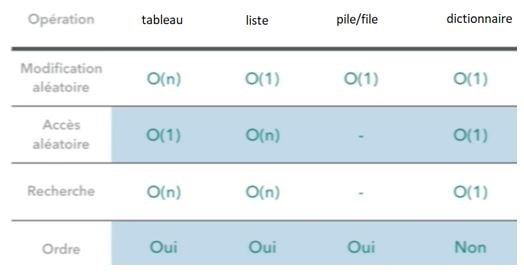 Opération tableau liste pile/file dictionnaire
Modification
aléatoire O(n) O(1) O(1) O(1)
Accès
aléatoire O(1) O(n) - O(1)
Recherche O(n) O(n) - O(1)
Ordre Oui Oui Oui Non